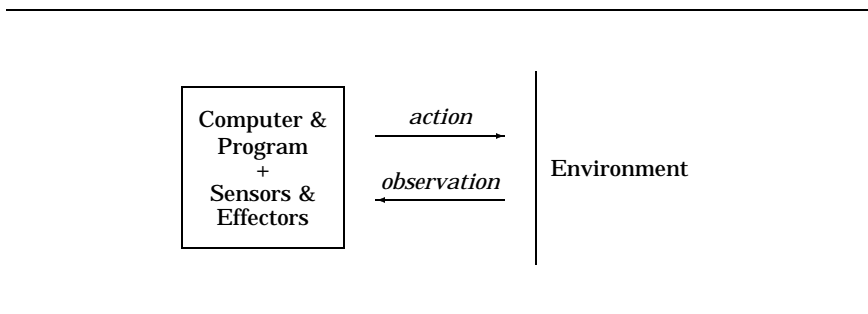 Computer &
Program
+
Sensors &
Effectors
action
observation
Environment